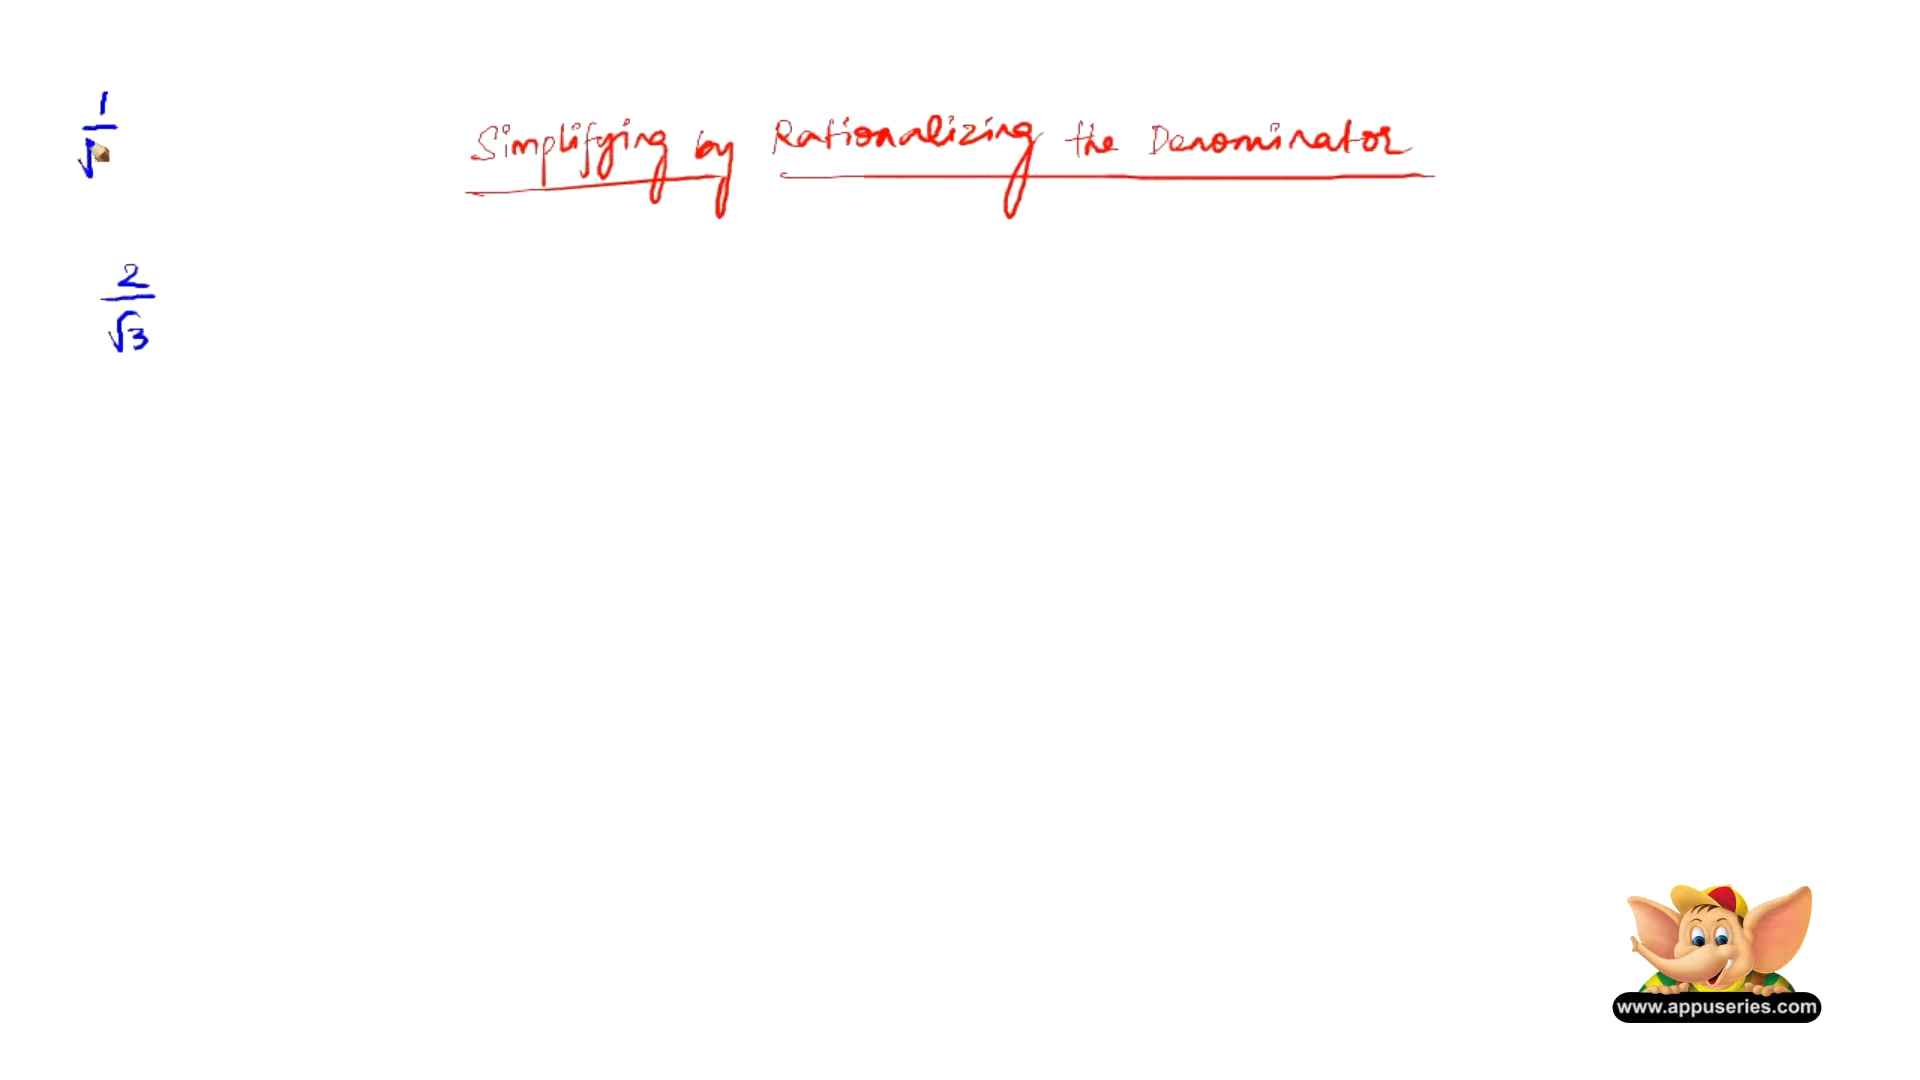 1
√
Simplifying by Rationalizing the Denominator
2
√3
www.appuseries.com